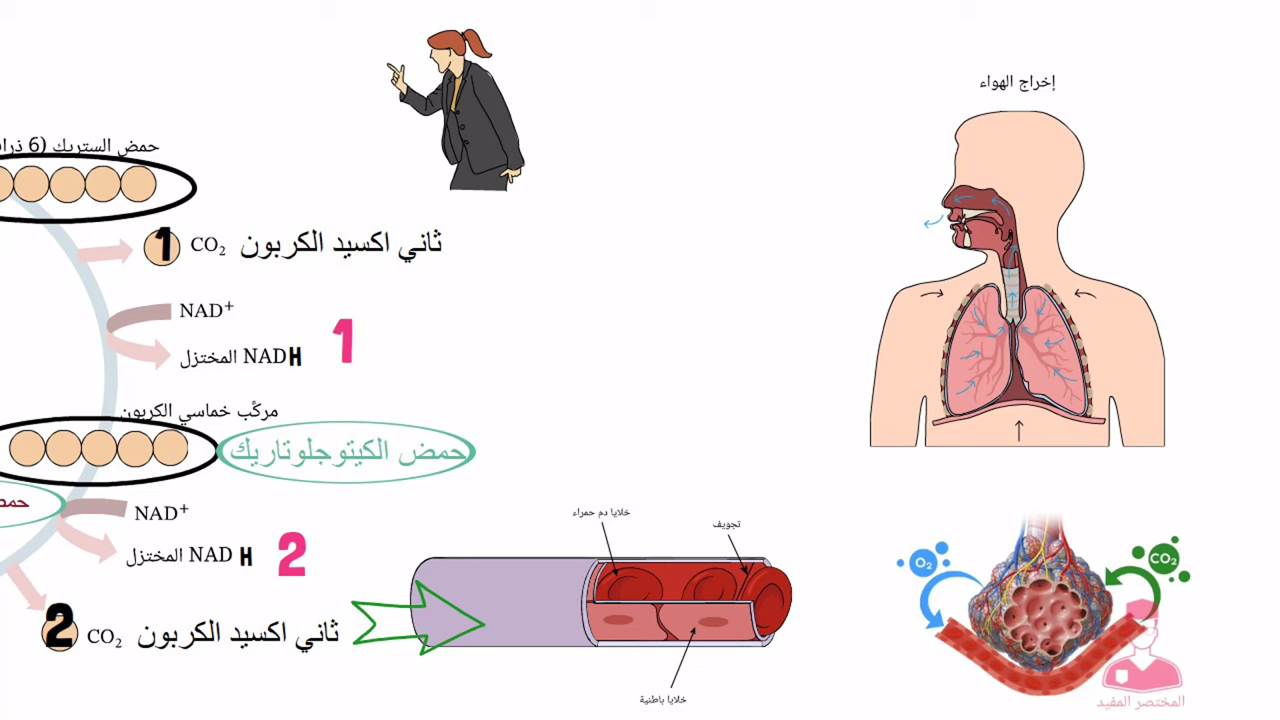 إخراج الهواء
حمض الستريك (6 ذرا
1 CO₂ ثاني اكسيد الكربون
NAD⁺
1
المختزل NADH
مركَّب خماسي الكربون
حمض الكيتوجلوتاريك
حمض
NAD⁺
المختزل NAD H
2
2 CO₂ ثاني اكسيد الكربون
خلايا دم حمراء
تجويف
خلايا باطنية
O₂
CO₂
المختصر المفيد